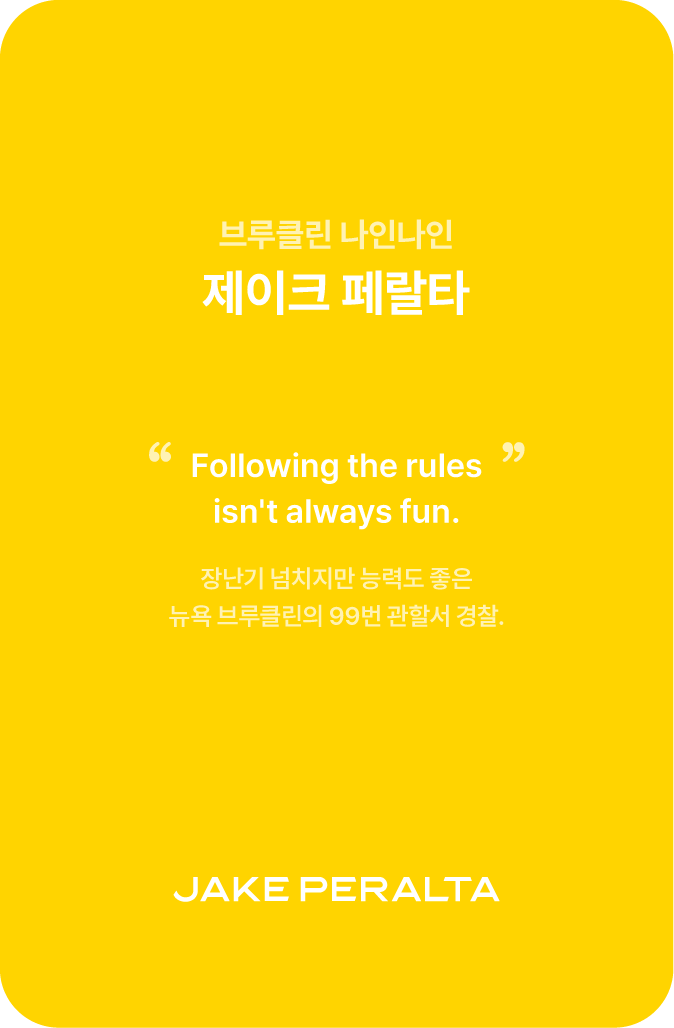 브루클린 나인나인
제이크 페랄타
“ Following the rules ”
isn't always fun.
장난기 넘치지만 능력도 좋은
뉴욕 브루클린의 99번 관할서 경찰.
JAKE PERALTA